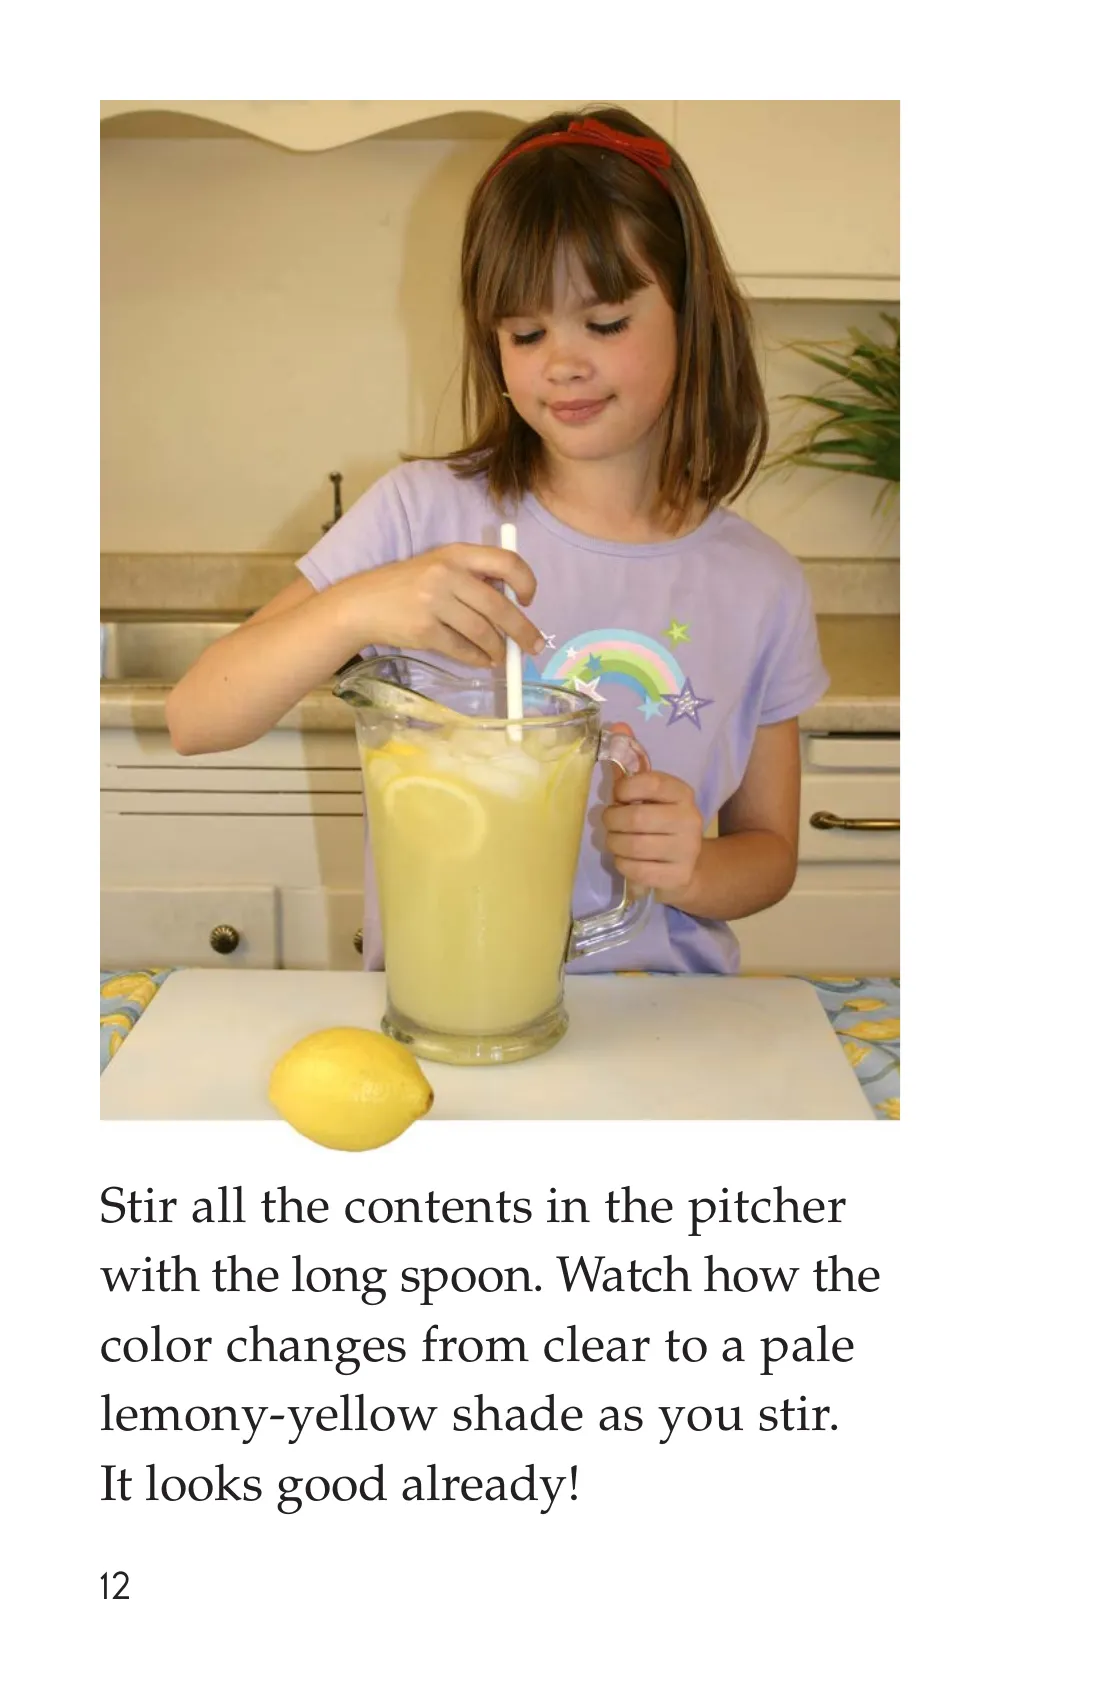 Stir all the contents in the pitcher
with the long spoon. Watch how the
color changes from clear to a pale
lemony-yellow shade as you stir.
It looks good already!
12